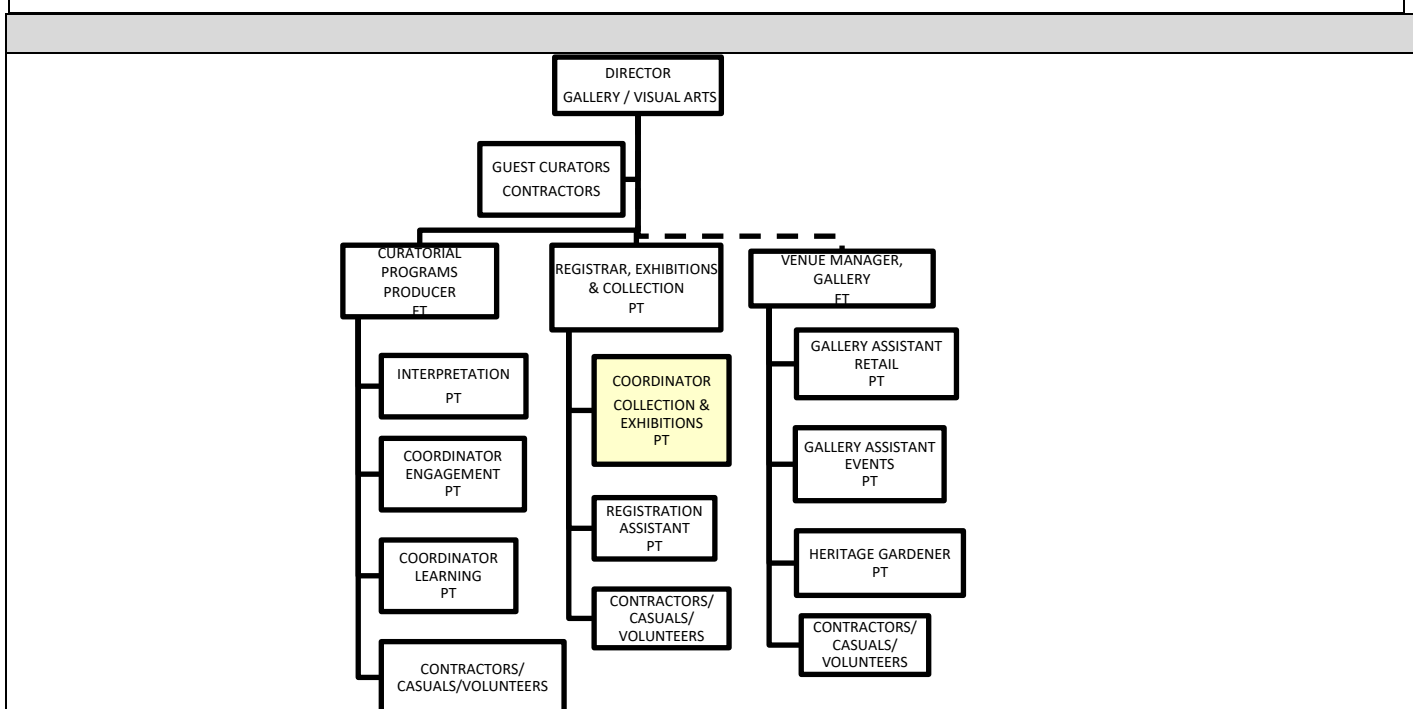 DIRECTOR
GALLERY / VISUAL ARTS
GUEST CURATORS
CONTRACTORS
CURATORIAL
PROGRAMS
PRODUCER
FT
INTERPRETATION
PT
COORDINATOR
ENGAGEMENT
PT
COORDINATOR
LEARNING
PT
CONTRACTORS/
CASUALS/VOLUNTEERS
REGISTRAR, EXHIBITIONS
& COLLECTION
PT
COORDINATOR
COLLECTION &
EXHIBITIONS
PT
REGISTRATION
ASSISTANT
PT
CONTRACTORS/
CASUALS/
VOLUNTEERS
VENUE MANAGER,
GALLERY
FT
GALLERY ASSISTANT
RETAIL
PT
GALLERY ASSISTANT
EVENTS
PT
HERITAGE GARDENER
PT
CONTRACTORS/
CASUALS/
VOLUNTEERS